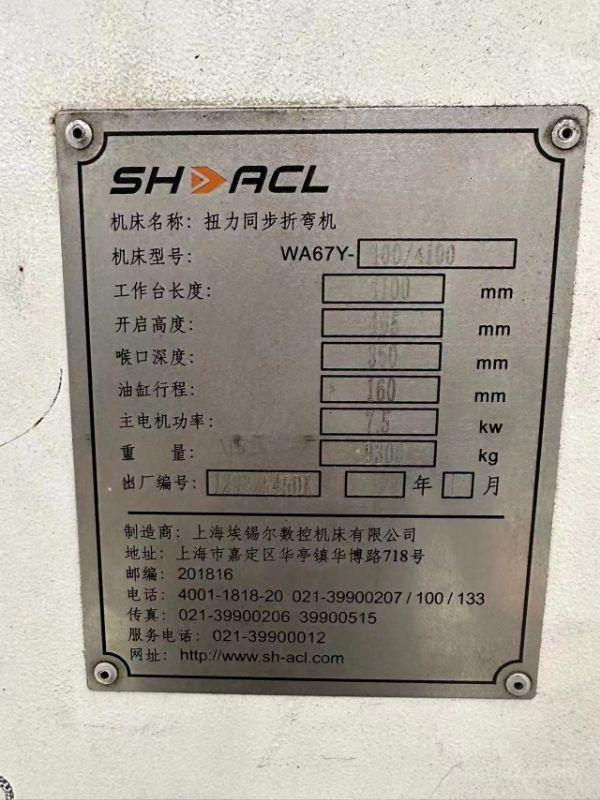 SH ACL
机床名称：扭力同步折弯机
机床型号： WA67Y-100/4100
工作台长度： 4100 mm
开启高度： mm
喉口深度： 350 mm
油缸行程： 160 mm
主电机功率： 7.5 kw
重 量： kg
出厂编号： 年 月
制造商：上海埃锡尔数控机床有限公司
地址：上海市嘉定区华亭镇华博路718号
邮编：201816
电话：4001-1818-20 021-39900207 / 100 / 133
传真：021-39900206 39900515
服务电话：021-39900012
网址：http://www.sh-acl.com